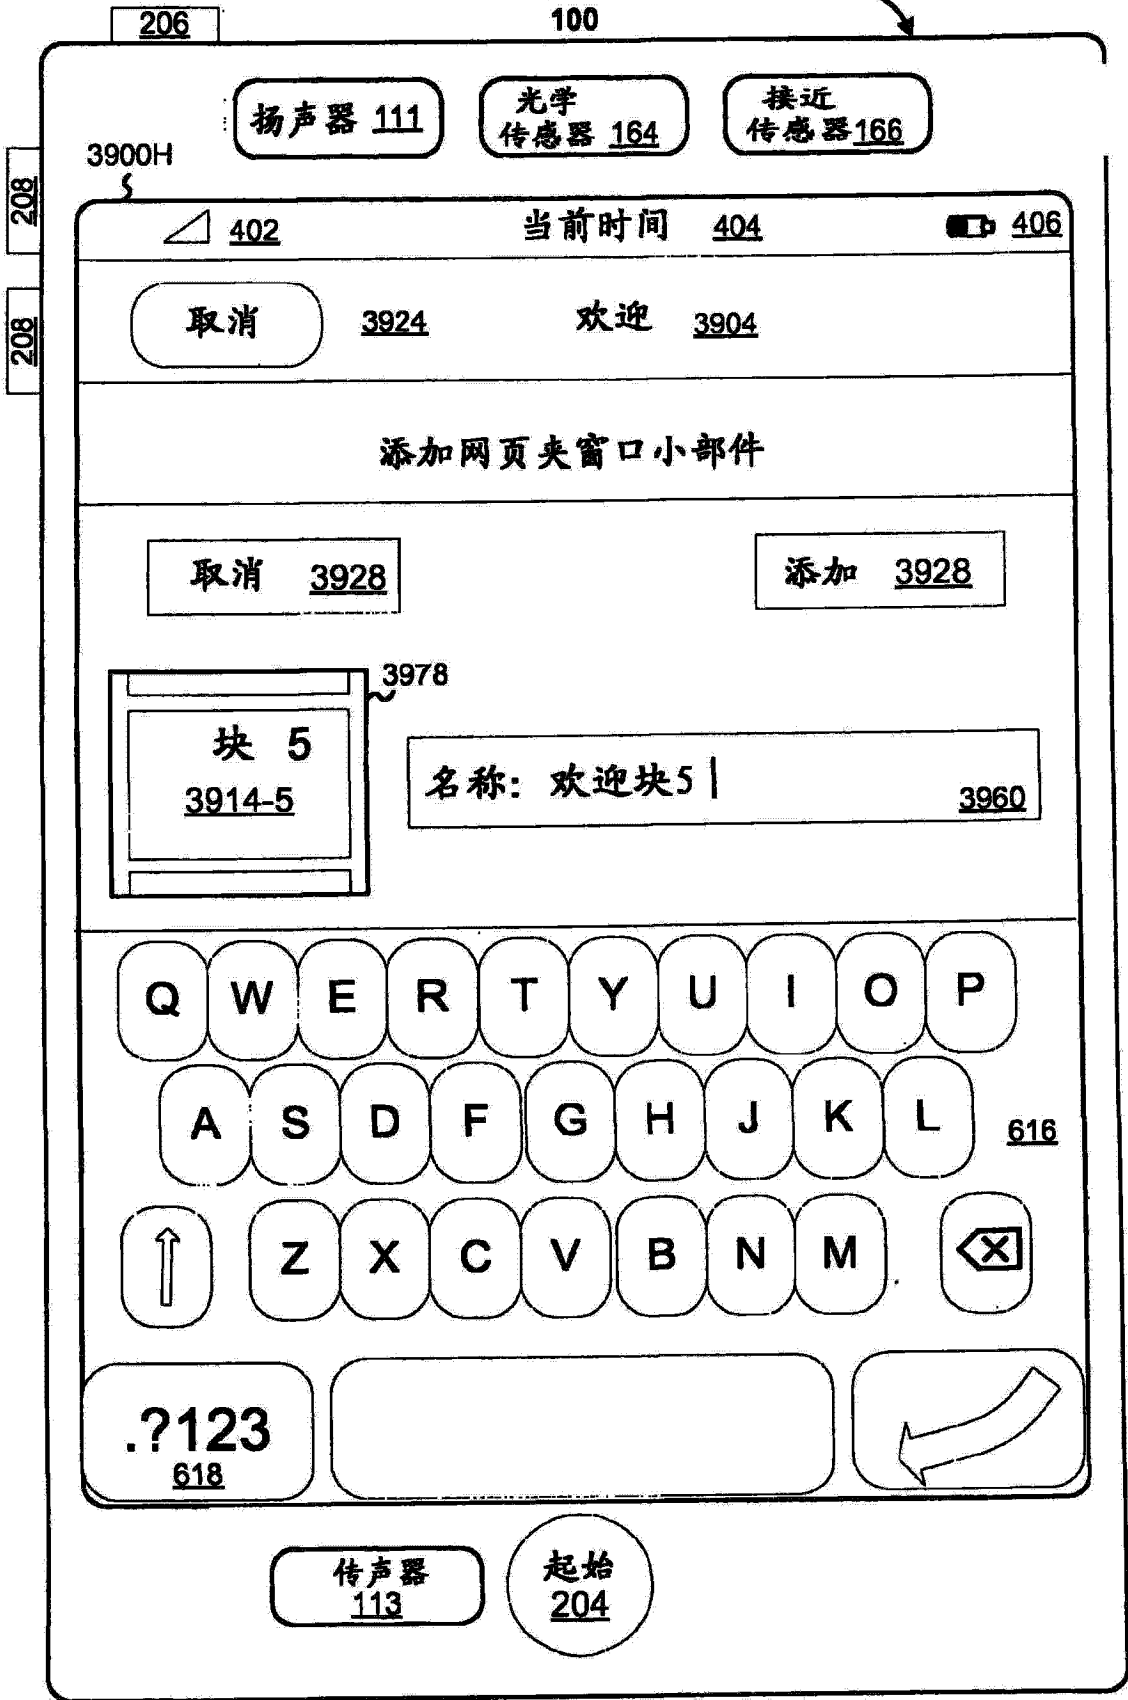 206
100
扬声器 111
光学
传感器 164
接近
传感器 166
3900H
208
402
当前时间 404
406
208
取消
3924
欢迎 3904
添加网页夹窗口小部件
取消 3928
添加 3928
3978
块 5
3914-5
名称: 欢迎块5
3960
Q W E R T Y U I O P
A S D F G H J K L
616
Z X C V B N M
.?123
618
传声器
113
起始
204